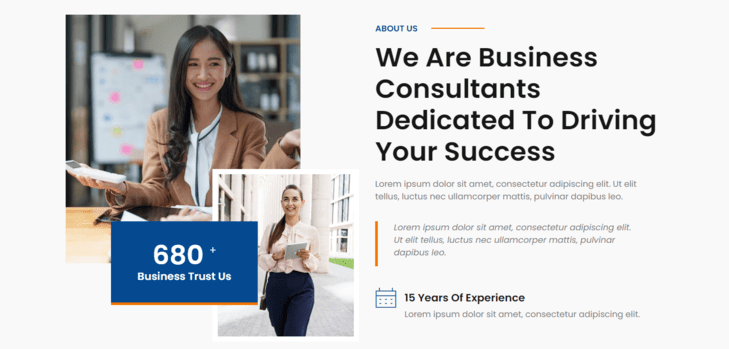 ABOUT US
We Are Business
Consultants
Dedicated To Driving
Your Success
Lorem ipsum dolor sit amet, consectetur adipiscing elit. Ut elit
tellus, luctus nec ullamcorper mattis, pulvinar dapibus leo.
Lorem ipsum dolor sit amet, consectetur adipiscing elit.
Ut elit tellus, luctus nec ullamcorper mattis, pulvinar
dapibus leo.
680 +
Business Trust Us
15 Years Of Experience
Lorem ipsum dolor sit amet, consectetur adipiscing elit.